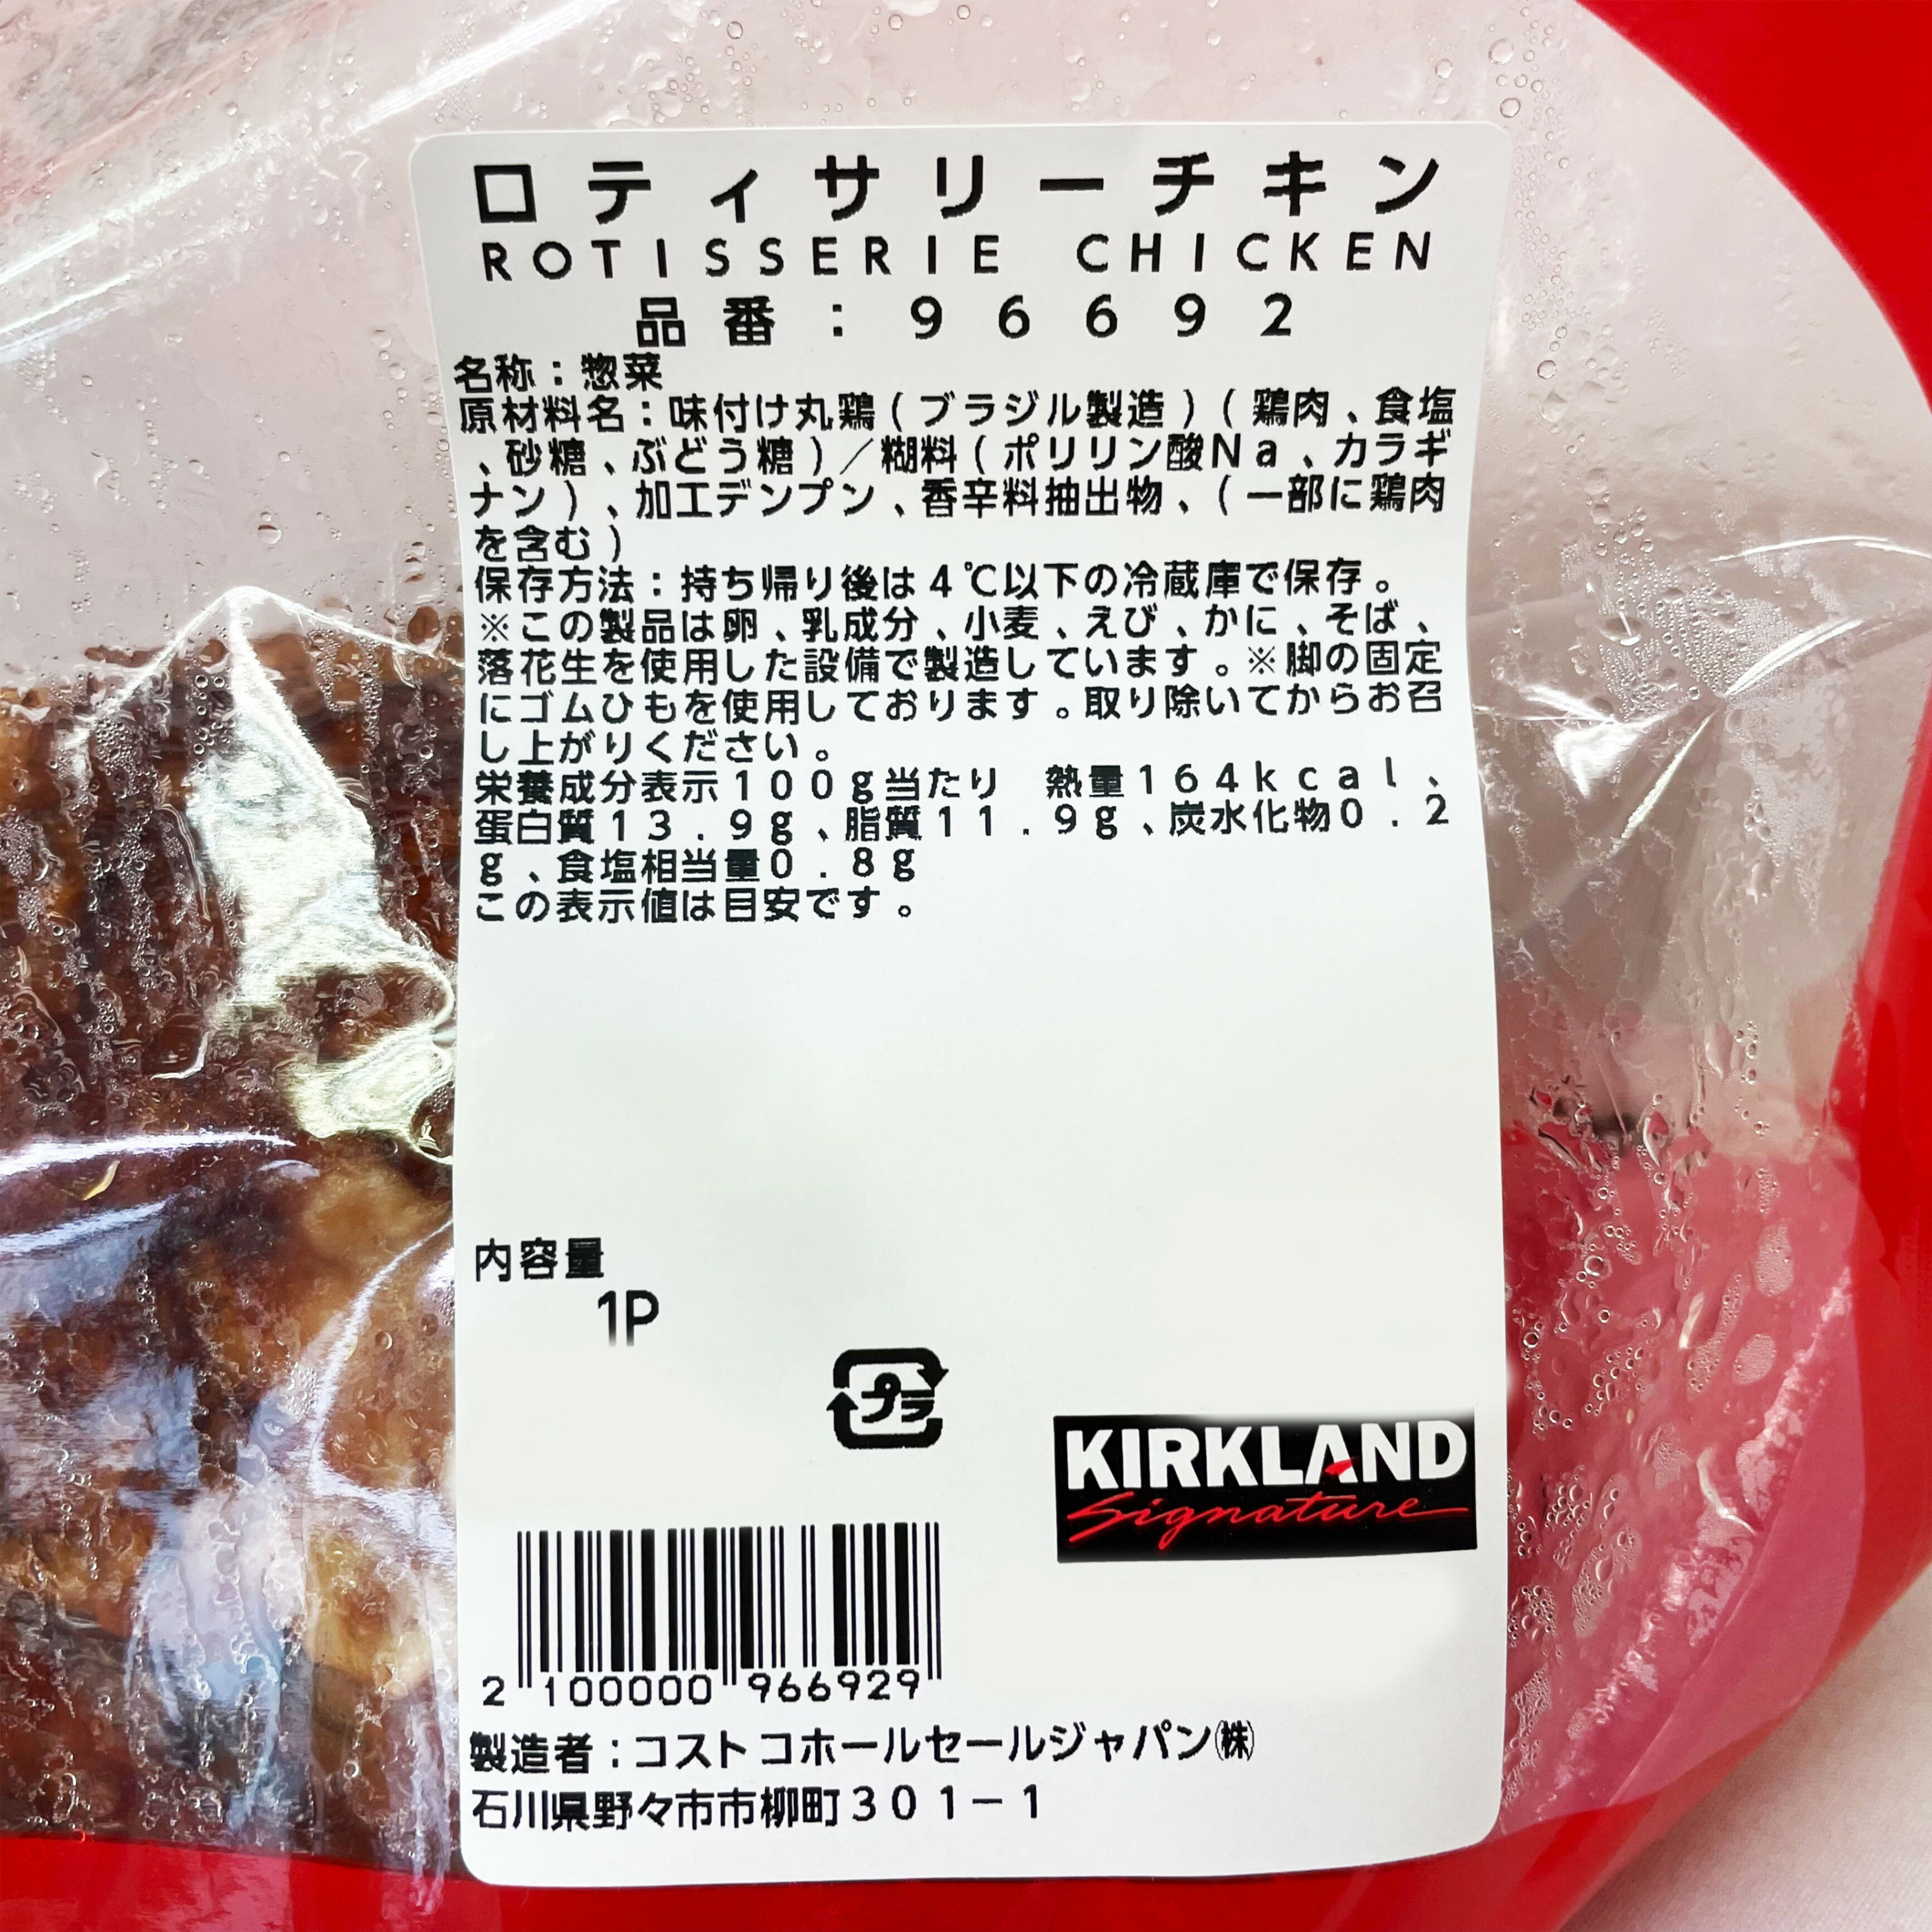 ロティサリーチキン
ROTISSERIE CHICKEN
品番：96692
名称：惣菜
原材料名：味付け丸鶏(ブラジル製造)(鶏肉、食塩
、砂糖、ぶどう糖)／糊料(ポリリン酸Na、カラギ
ナン)、加工デンプン、香辛料抽出物、(一部に鶏肉
を含む)
保存方法：持ち帰り後は4℃以下の冷蔵庫で保存。
※この製品は卵、乳成分、小麦、えび、かに、そば、
落花生を使用した設備で製造しています。※脚の固定
にゴムひもを使用しております。取り除いてからお召
し上がりください。
栄養成分表示100g当たり 熱量164kcal、
蛋白質13.9g、脂質11.9g、炭水化物0.2
g、食塩相当量0.8g
この表示値は目安です。
内容量
1P
プラ
KIRKLAND
Signature
2 100000 966929
製造者：コストコホールセールジャパン㈱
石川県野々市市柳町301-1